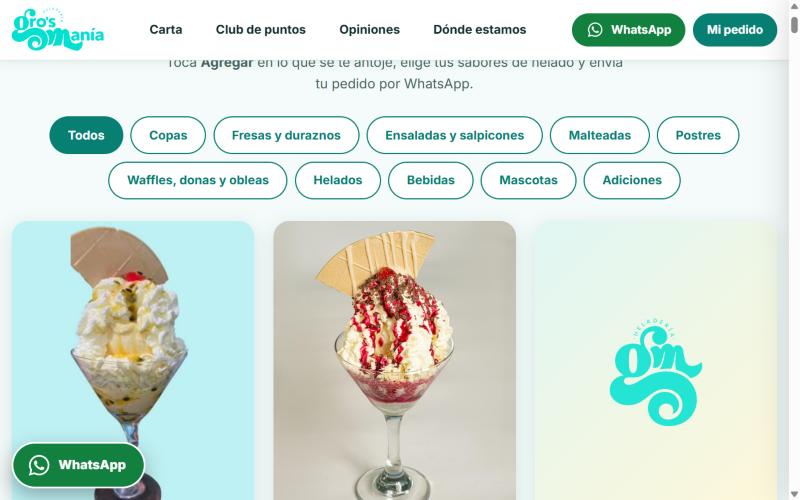 HELADERÍA
Gro's
Manía
Carta
Club de puntos
Opiniones
Dónde estamos
WhatsApp
Mi pedido
Toca Agregar en lo que se te antoje, elige tus sabores de helado y envía
tu pedido por WhatsApp.
Todos
Copas
Fresas y duraznos
Ensaladas y salpicones
Malteadas
Postres
Waffles, donas y obleas
Helados
Bebidas
Mascotas
Adiciones
HELADERÍA
gm
WhatsApp